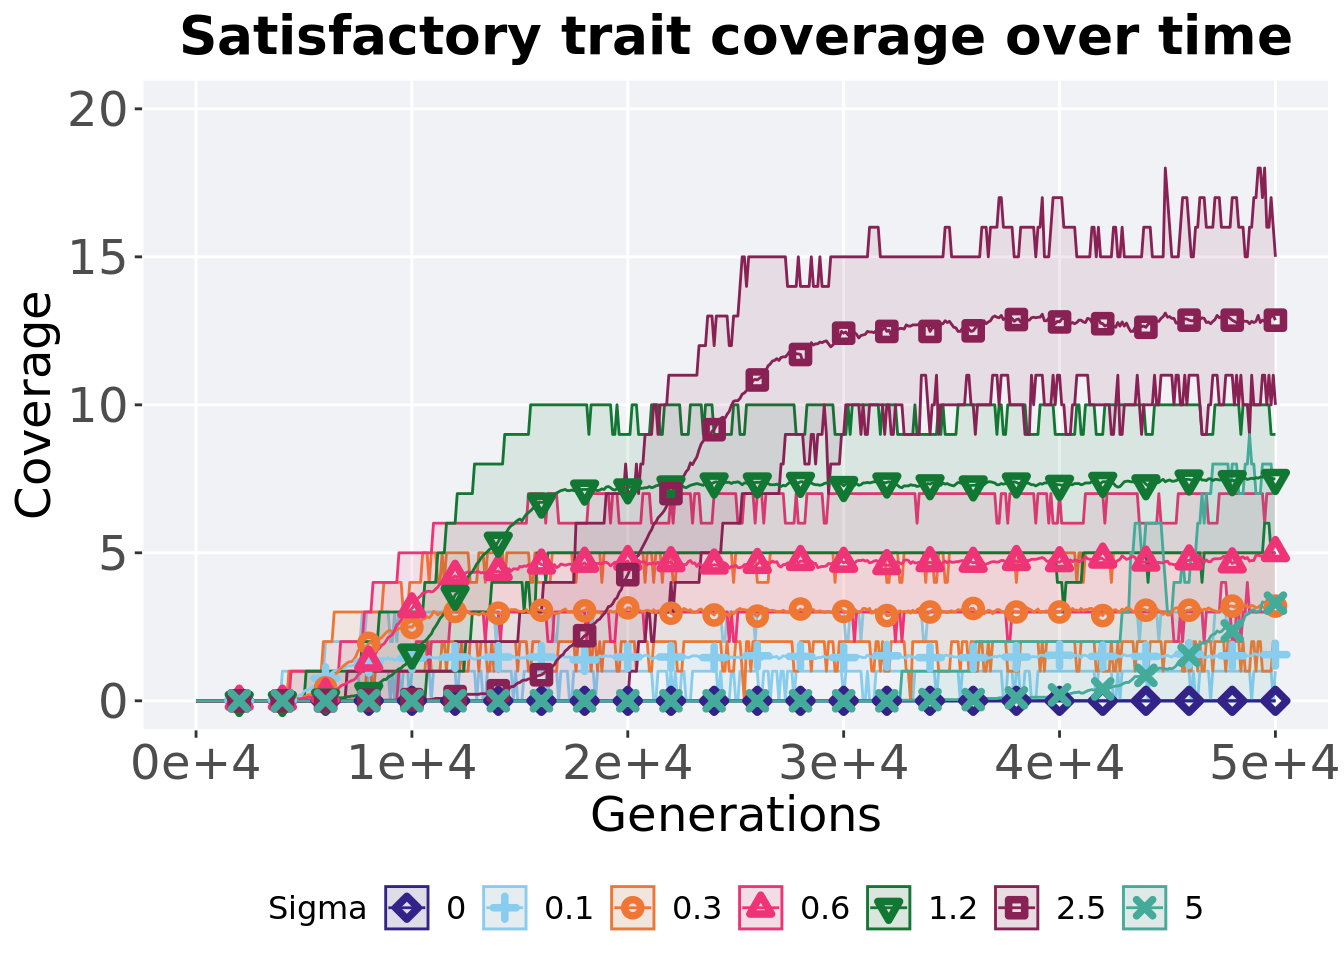 Satisfactory trait coverage over time
20
15
10
5
0
Coverage
0e+4 1e+4 2e+4 3e+4 4e+4 5e+4
Generations
Sigma 0 0.1 0.3 0.6 1.2 2.5 5